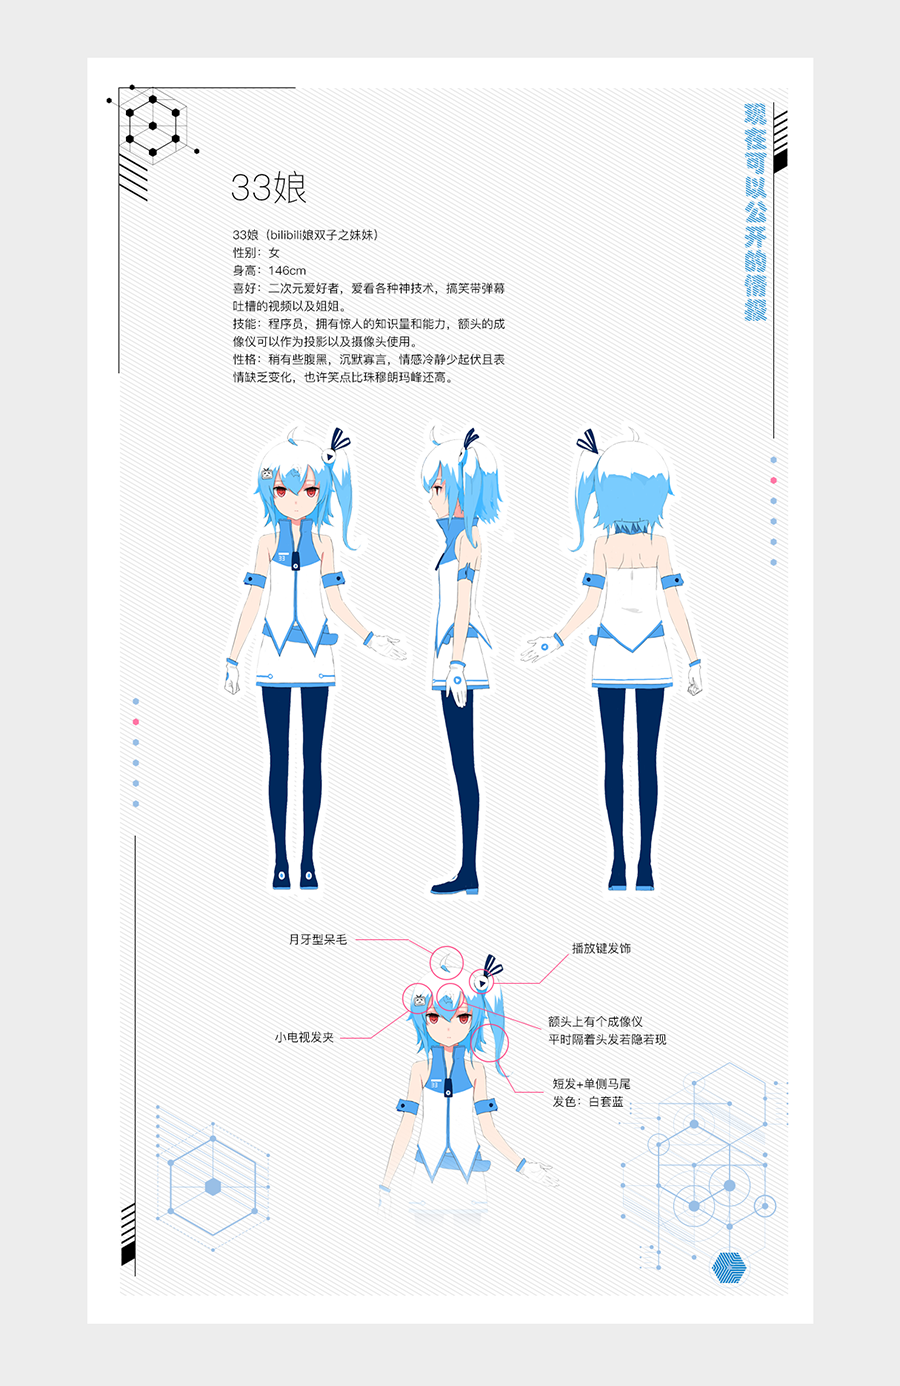 现在可以公开的情报
33娘
33娘（bilibili娘双子之妹妹）
性别：女
身高：146cm
喜好：二次元爱好者，爱看各种神技术，搞笑带弹幕
吐槽的视频以及姐姐。
技能：程序员，拥有惊人的知识量和能力，额头的成
像仪可以作为投影以及摄像头使用。
性格：稍有些腹黑，沉默寡言，情感冷静少起伏且表
情缺乏变化，也许笑点比珠穆朗玛峰还高。
33
月牙型呆毛
播放键发饰
小电视发夹
额头上有个成像仪
平时隔着头发若隐若现
短发+单侧马尾
发色：白套蓝
33